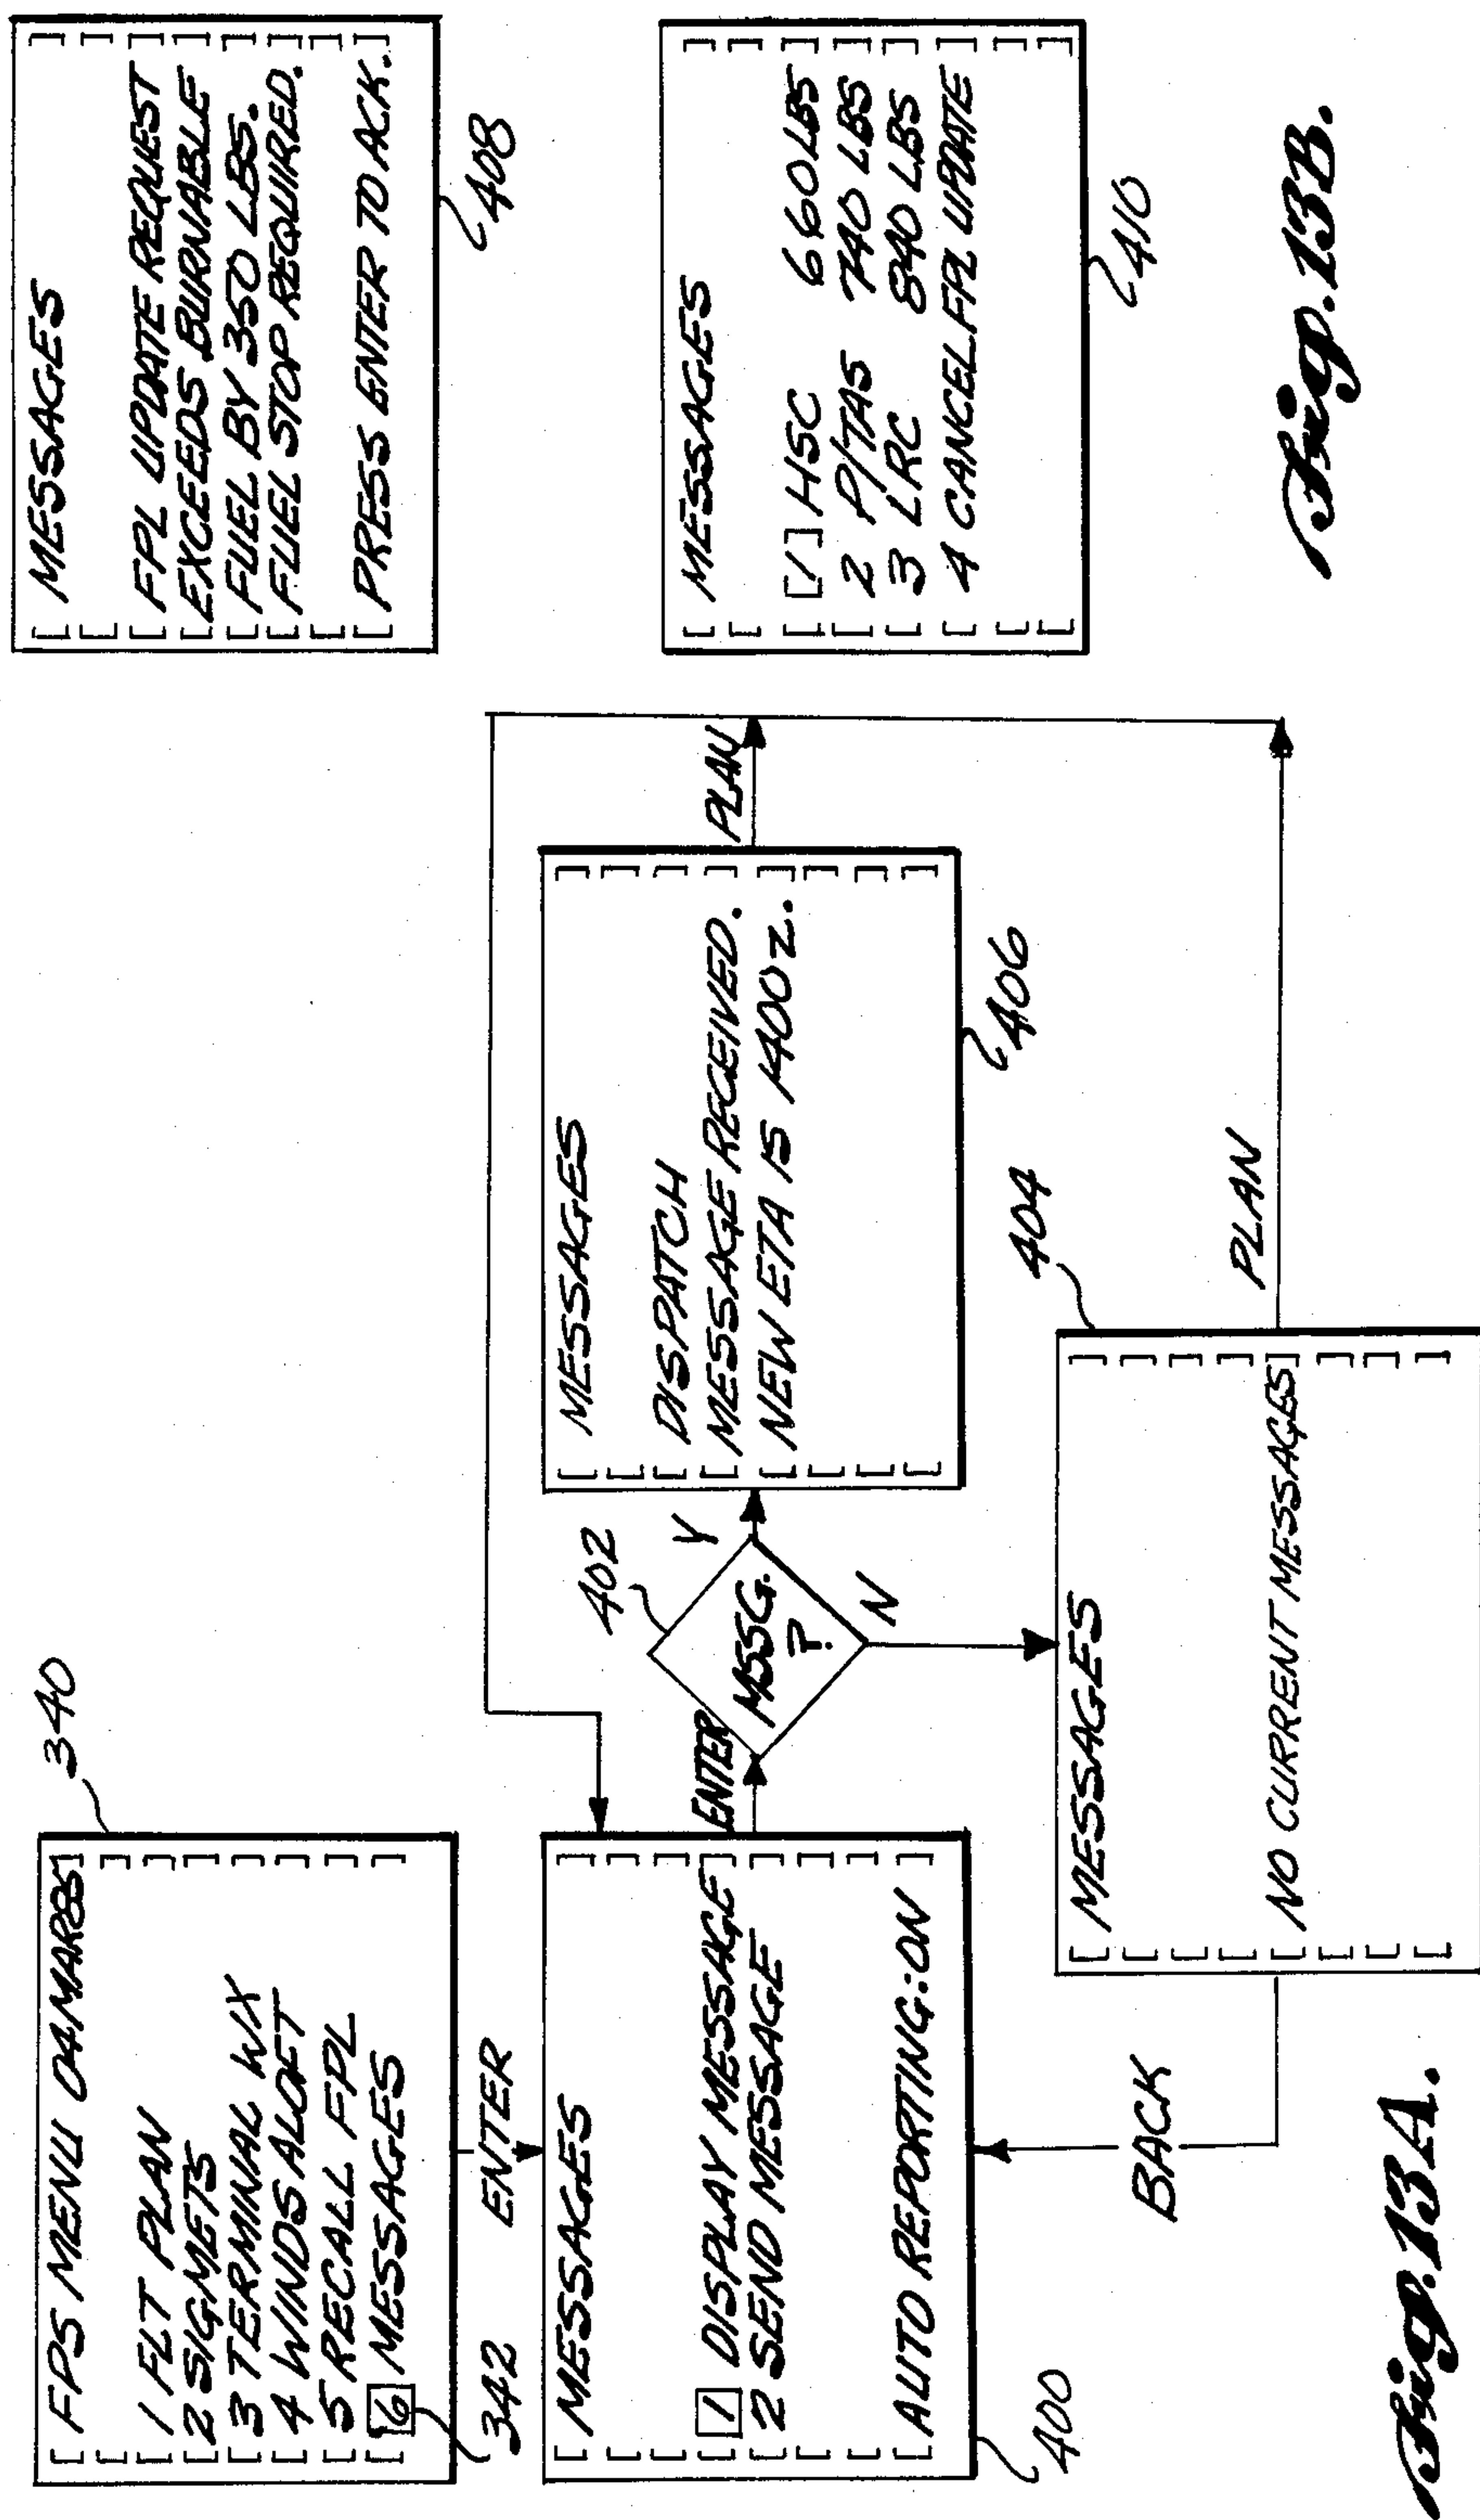 FPS MENU 04MAR85
1 FLT PLAN
2 SIGMETS
3 TERMINAL WX
4 WINDS ALOFT
5 RECALL FPL
6 MESSAGES
340
342
ENTER
MESSAGES
1 DISPLAY MESSAGE
2 SEND MESSAGE
AUTO REPORTING:ON
400
ENTER
MSG.
?
402
Y
N
MESSAGES
DISPATCH
MESSAGE RECEIVED.
NEW ETA IS 1400Z.
406
PLAN
MESSAGES
NO CURRENT MESSAGES
404
PLAN
BACK
Fig. 13A.
MESSAGES
FPL UPDATE REQUEST
EXCEEDS BURNABLE
FUEL BY 350 LBS.
FUEL STOP REQUIRED.
PRESS ENTER TO ACK.
408
MESSAGES
[1] HSC 660LBS
2 P/TAS 740 LBS
3 LRC 840 LBS
4 CANCEL FPL UPDATE
410
Fig. 13B.